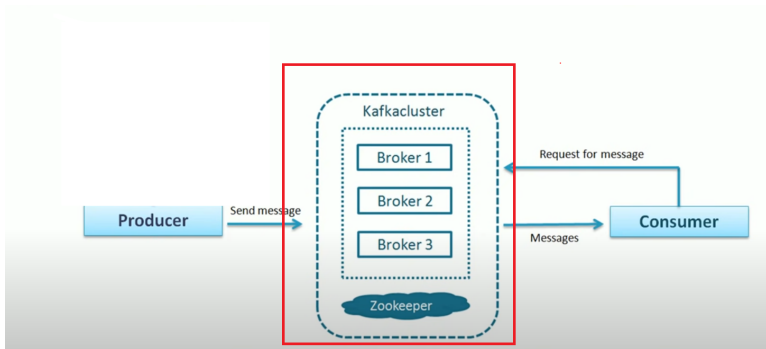 Kafkacluster
Broker 1
Request for message
Broker 2
Send message
Producer
Consumer
Messages
Broker 3
Zookeeper